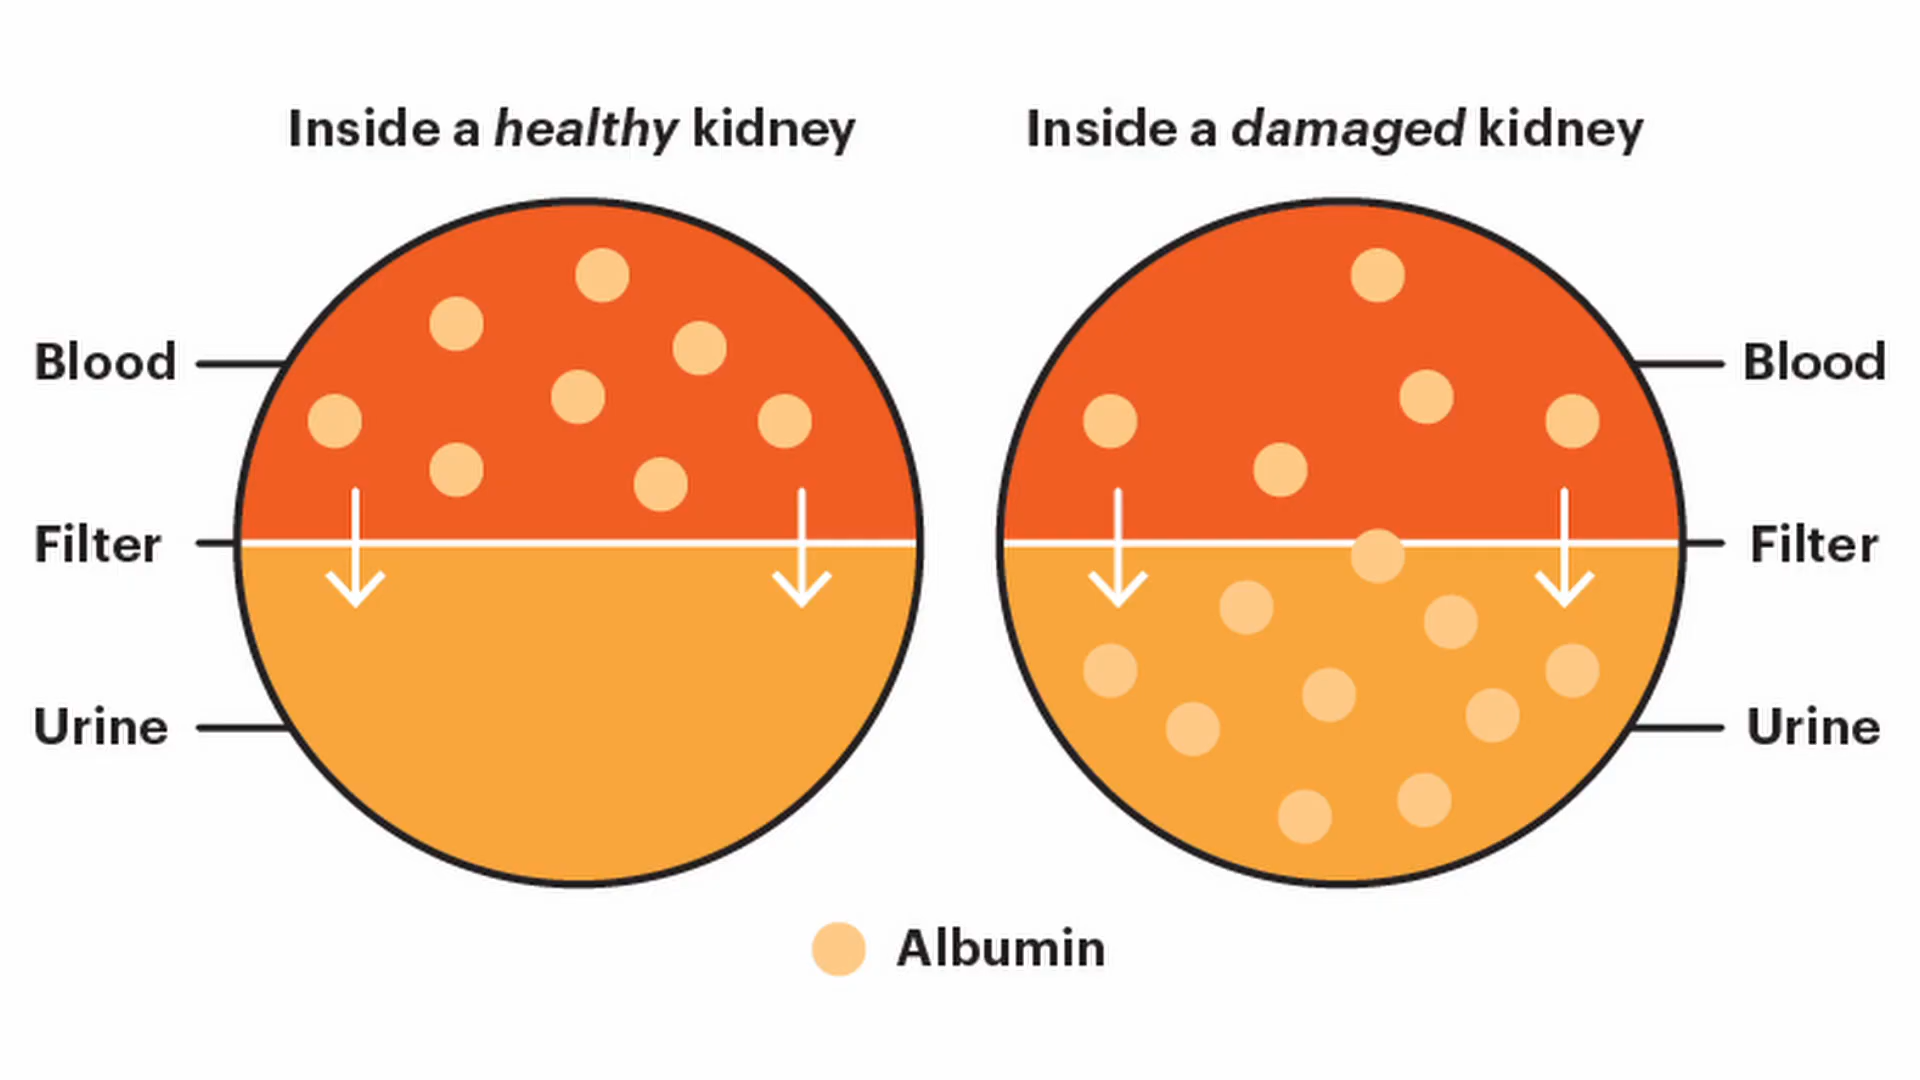 Inside a healthy kidney
Inside a damaged kidney
Blood
Blood
Filter
Filter
Urine
Urine
Albumin